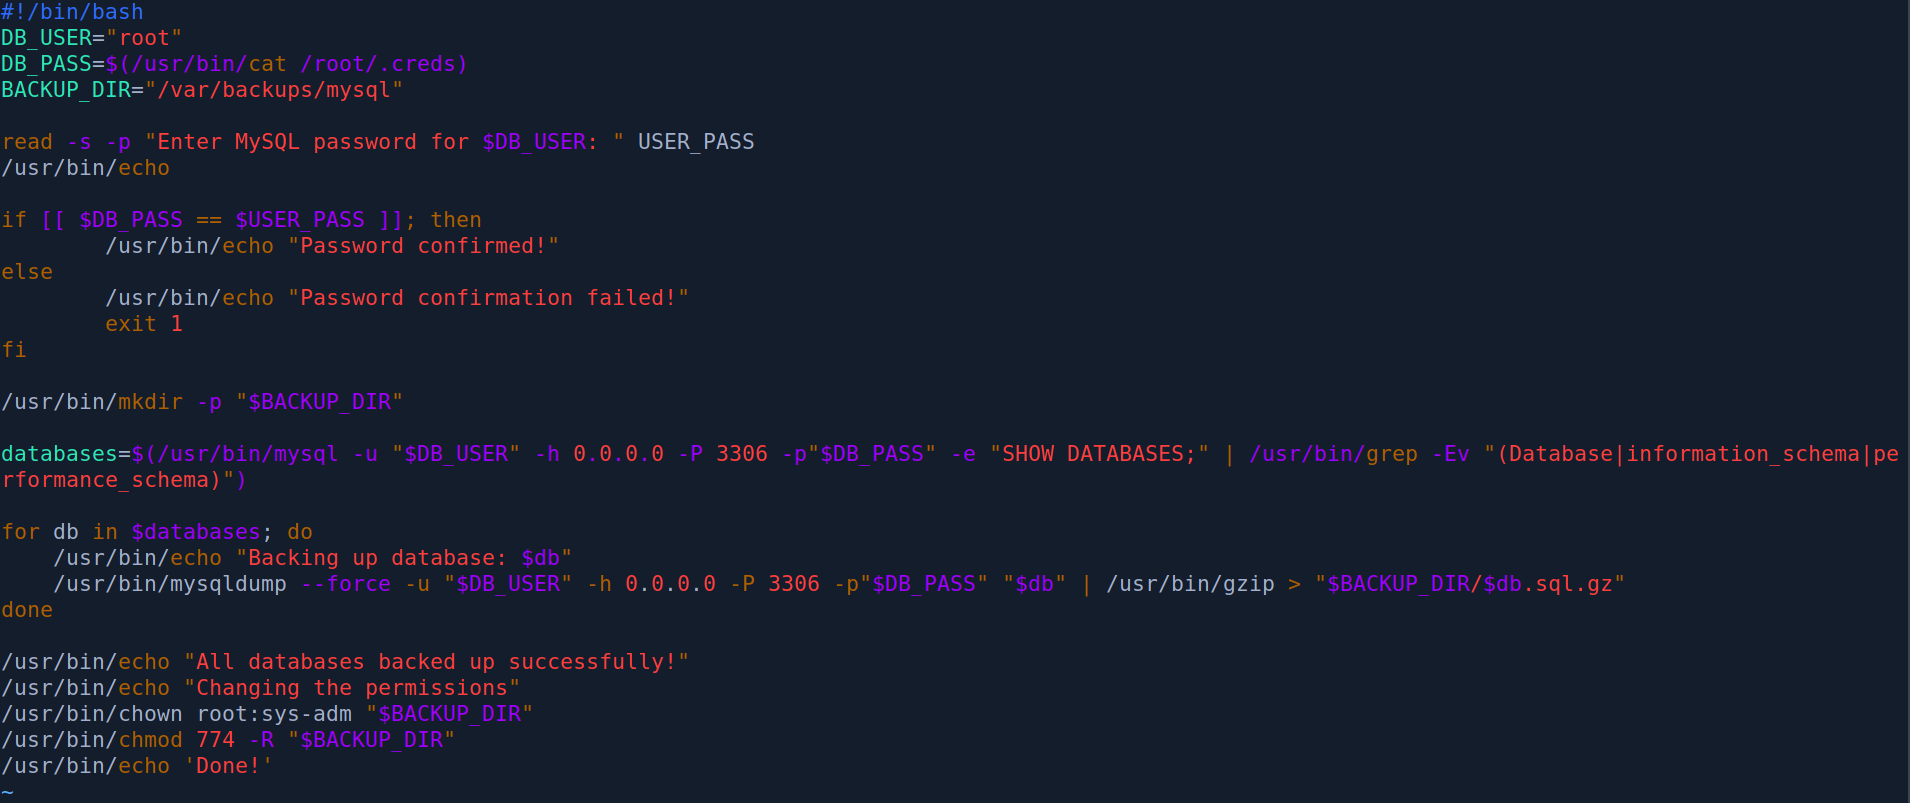 #!/bin/bash
DB_USER="root"
DB_PASS=$(/usr/bin/cat /root/.creds)
BACKUP_DIR="/var/backups/mysql"
read -s -p "Enter MySQL password for $DB_USER: " USER_PASS
/usr/bin/echo
if [[ $DB_PASS == $USER_PASS ]]; then
        /usr/bin/echo "Password confirmed!"
else
        /usr/bin/echo "Password confirmation failed!"
        exit 1
fi
/usr/bin/mkdir -p "$BACKUP_DIR"
databases=$(/usr/bin/mysql -u "$DB_USER" -h 0.0.0.0 -P 3306 -p"$DB_PASS" -e "SHOW DATABASES;" | /usr/bin/grep -Ev "(Database|information_schema|pe
rformance_schema)")
for db in $databases; do
    /usr/bin/echo "Backing up database: $db"
    /usr/bin/mysqldump --force -u "$DB_USER" -h 0.0.0.0 -P 3306 -p"$DB_PASS" "$db" | /usr/bin/gzip > "$BACKUP_DIR/$db.sql.gz"
done
/usr/bin/echo "All databases backed up successfully!"
/usr/bin/echo "Changing the permissions"
/usr/bin/chown root:sys-adm "$BACKUP_DIR"
/usr/bin/chmod 774 -R "$BACKUP_DIR"
/usr/bin/echo 'Done!'
~